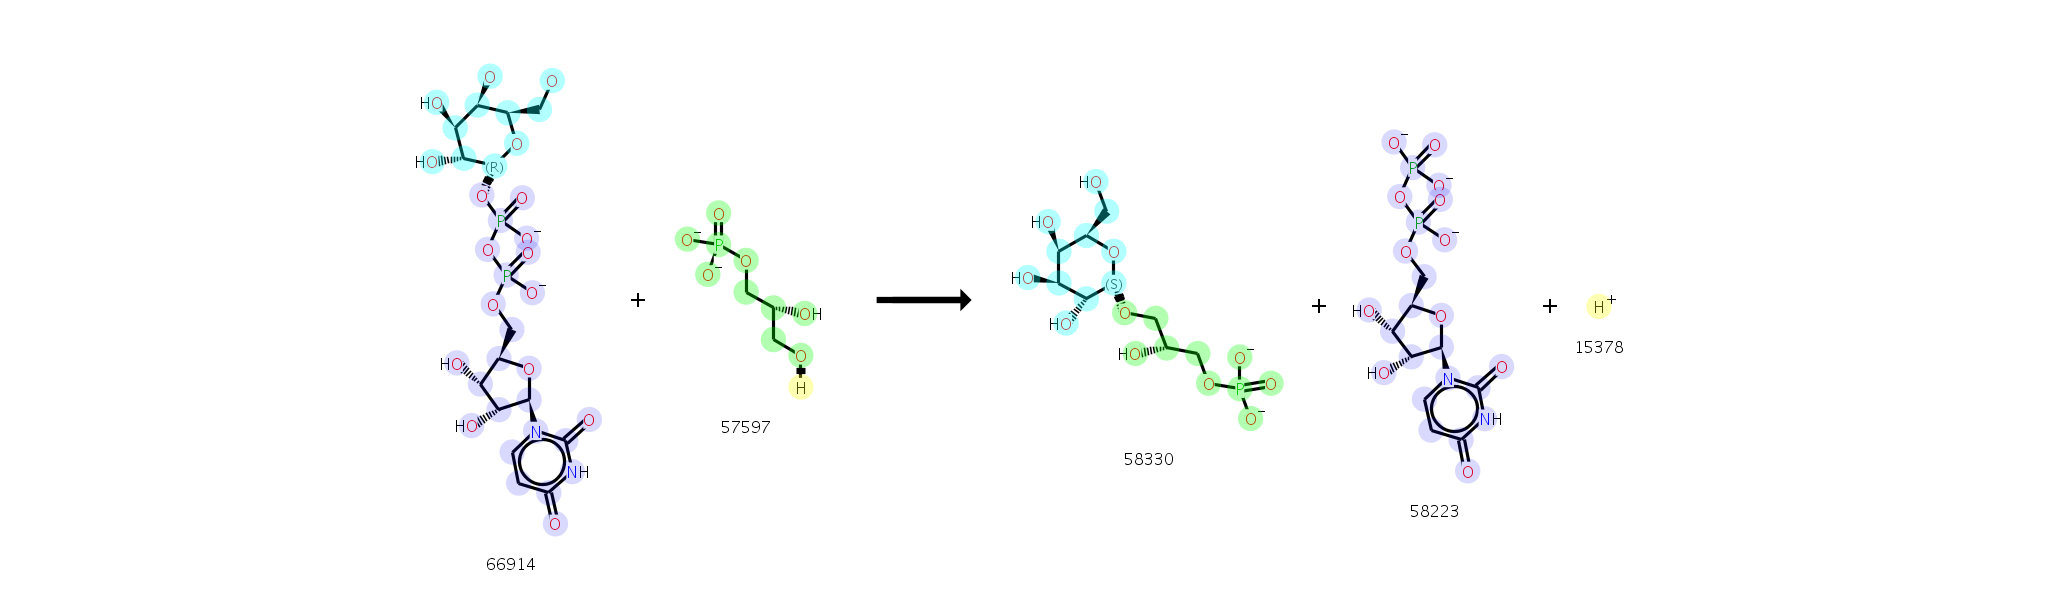 O O
HO
O
HO (R)
O O
P
O O⁻
O
P
O O⁻
HO O
HO
N O
NH
O
66914
+
O
O⁻ P O
O⁻
OH
O
H
57597
HO
HO
O
HO (S)
HO O
HO
O⁻
O P O
O⁻
58330
+
O⁻ O
P
O O⁻
O
P
O O⁻
HO O
HO
N O
NH
O
58223
+
H⁺
15378